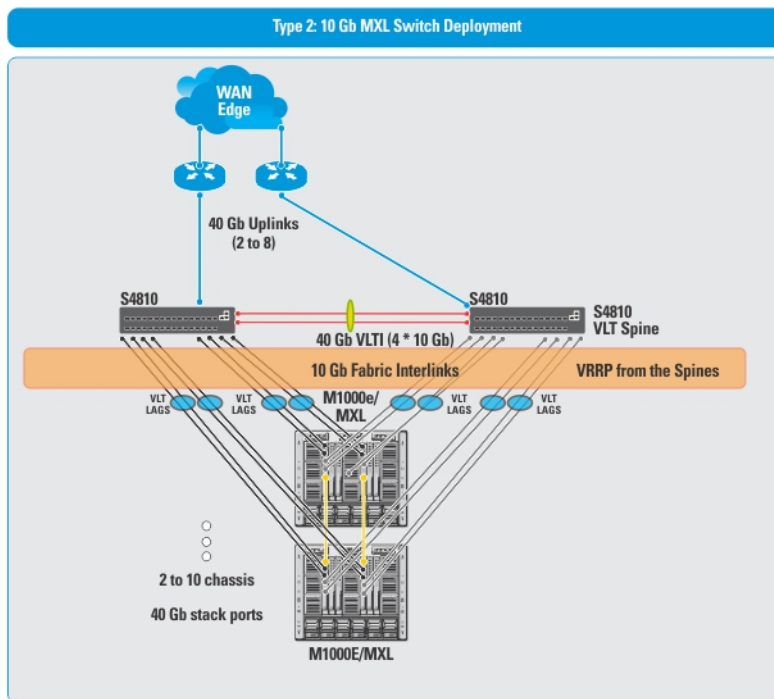 Type 2: 10 Gb MXL Switch Deployment
WAN
Edge
40 Gb Uplinks
(2 to 8)
S4810
S4810
S4810
VLT Spine
40 Gb VLTI (4 * 10 Gb)
10 Gb Fabric Interlinks
VRRP from the Spines
VLT
LAGS
VLT
LAGS
M1000e/
MXL
VLT
LAGS
VLT
LAGS
2 to 10 chassis
40 Gb stack ports
M1000E/MXL